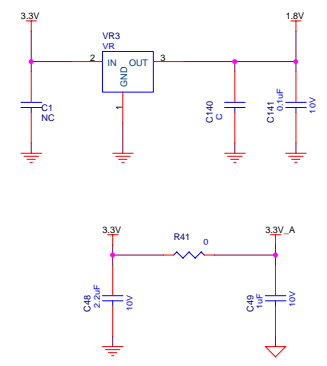 3.3V
1.8V
VR3
VR
2
IN
OUT
3
GND
1
C1
NC
C140
C
C141
0.1uF
10V
3.3V
R41
0
3.3V_A
C48
2.2uF
10V
C49
1uF
10V